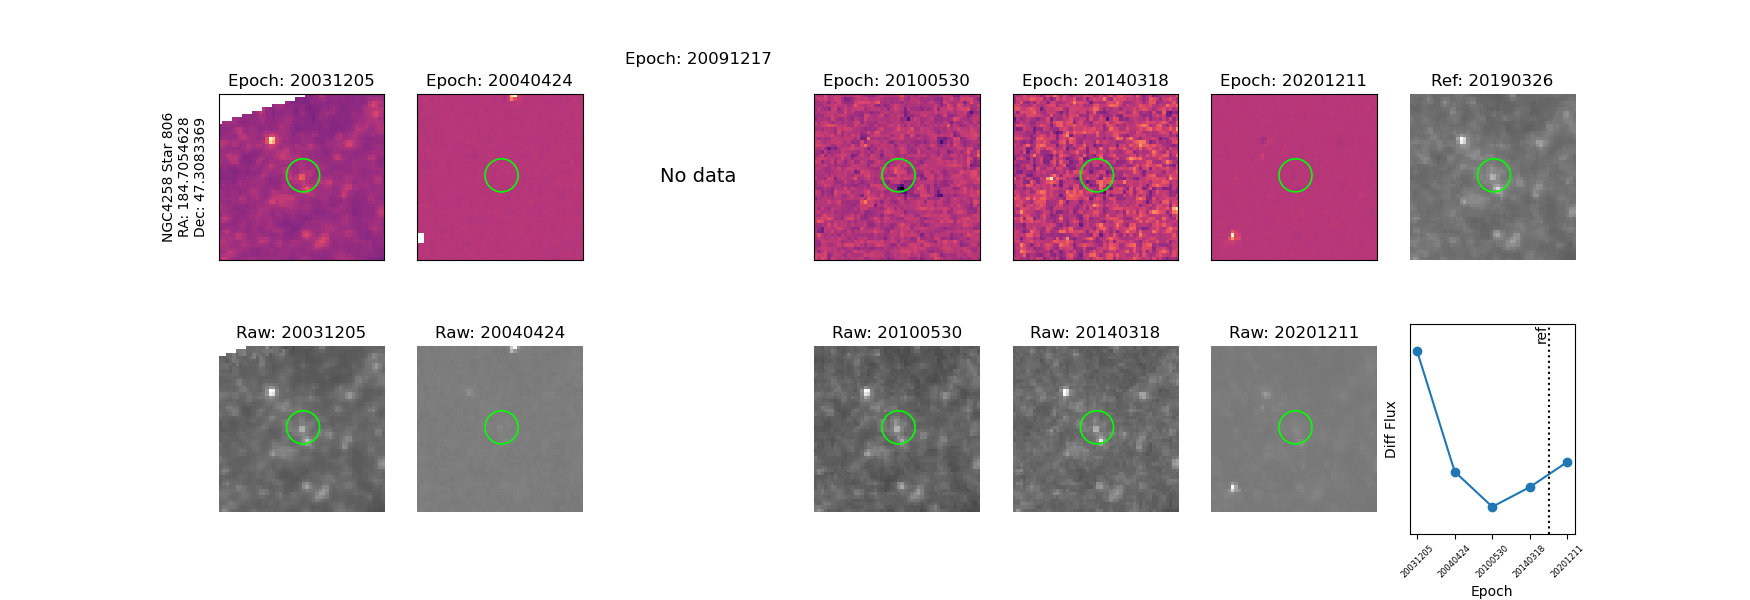 Epoch: 20031205
Epoch: 20040424
Epoch: 20091217
Epoch: 20100530
Epoch: 20140318
Epoch: 20201211
Ref: 20190326
NGC4258 Star 806
RA: 184.7054628
Dec: 47.3083369
No data
Raw: 20031205
Raw: 20040424
Raw: 20100530
Raw: 20140318
Raw: 20201211
ref
Diff Flux
20031205
20040424
20100530
20140318
20201211
Epoch